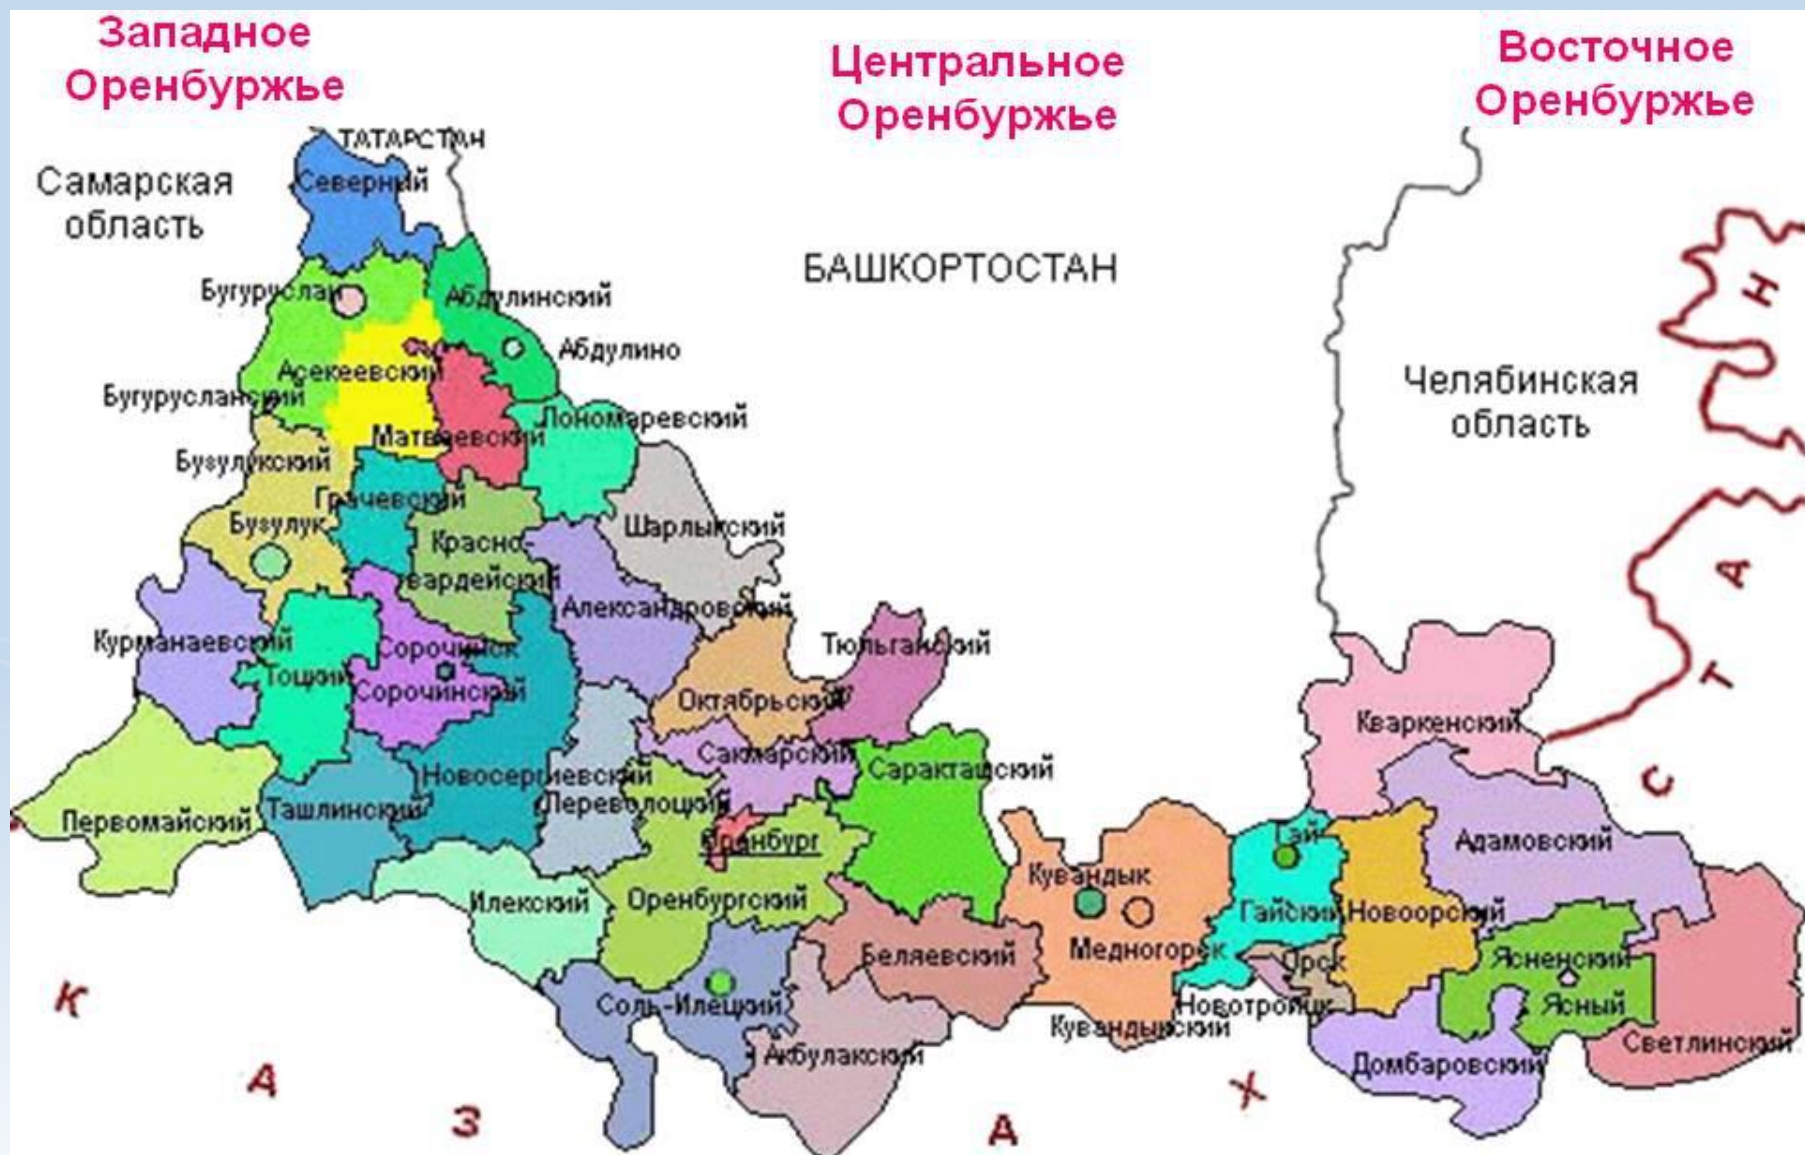 Западное
Оренбуржье
Центральное
Оренбуржье
Восточное
Оренбуржье
ТАТАРСТАН
Самарская
область
Северный
БАШКОРТОСТАН
Челябинская
область
Бугуруслан
Абдулинский
Абдулино
Асекеевский
Бугурусланский
Матвеевский
Пономаревский
Бузулукский
Грачевский
Бузулук
Красно-
гвардейский
Шарлыкский
Александровский
Курманаевский
Тоцкий
Сорочинск
Сорочинский
Октябрьский
Тюльганский
Сакмарский
Саракташский
Новосергиевский
Переволоцкий
Ташлинский
Первомайский
Оренбург
Оренбургский
Илекский
Беляевский
Соль-Илецкий
Акбулакский
Кувандык
Медногорск
Кувандыкский
Гай
Гайский
Новоорский
Орск
Новотроицк
Кваркенский
Адамовский
Ясненский
Ясный
Светлинский
Домбаровский
К А З А Х С Т А Н